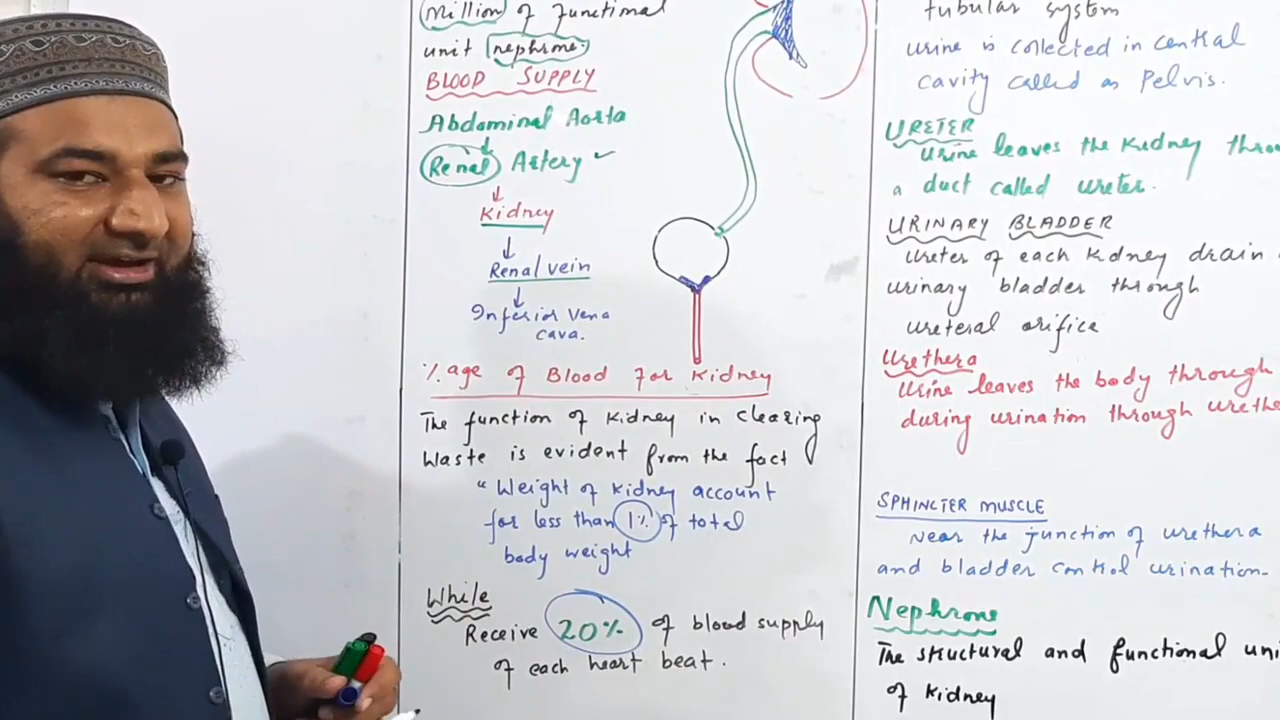 million of functional
unit nephrone.
BLOOD SUPPLY
Abdominal Aorta
Renal Artery
Kidney
Renal vein
Inferior vena
cava.
%age of Blood for Kidney
The function of Kidney in clearing
waste is evident from the fact
"Weight of kidney account
for less than 1% of total
body weight
While
Receive 20% of blood supply
of each heart beat.
tubular system
urine is collected in central
cavity called as Pelvis.
URETER
urine leaves the Kidney throu
a duct called ureter.
URINARY BLADDER
ureter of each Kidney drain
urinary bladder through
ureteral orifice
Urethera
Urine leaves the body through
during urination through urethe
SPHINCTER MUSCLE
Near the junction of urethera
and bladder control urination.
Nephrone
The structural and functional uni
of kidney